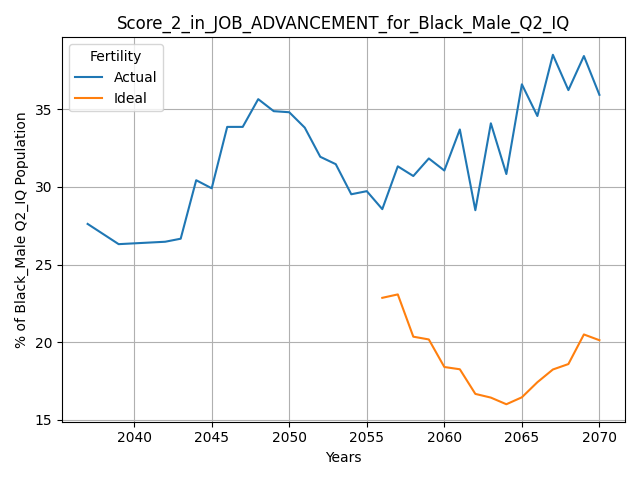 Score_2_in_JOB_ADVANCEMENT_for_Black_Male_Q2_IQ
Fertility
Actual
Ideal
% of Black_Male Q2_IQ Population
35
30
25
20
15
2040 2045 2050 2055 2060 2065 2070
Years